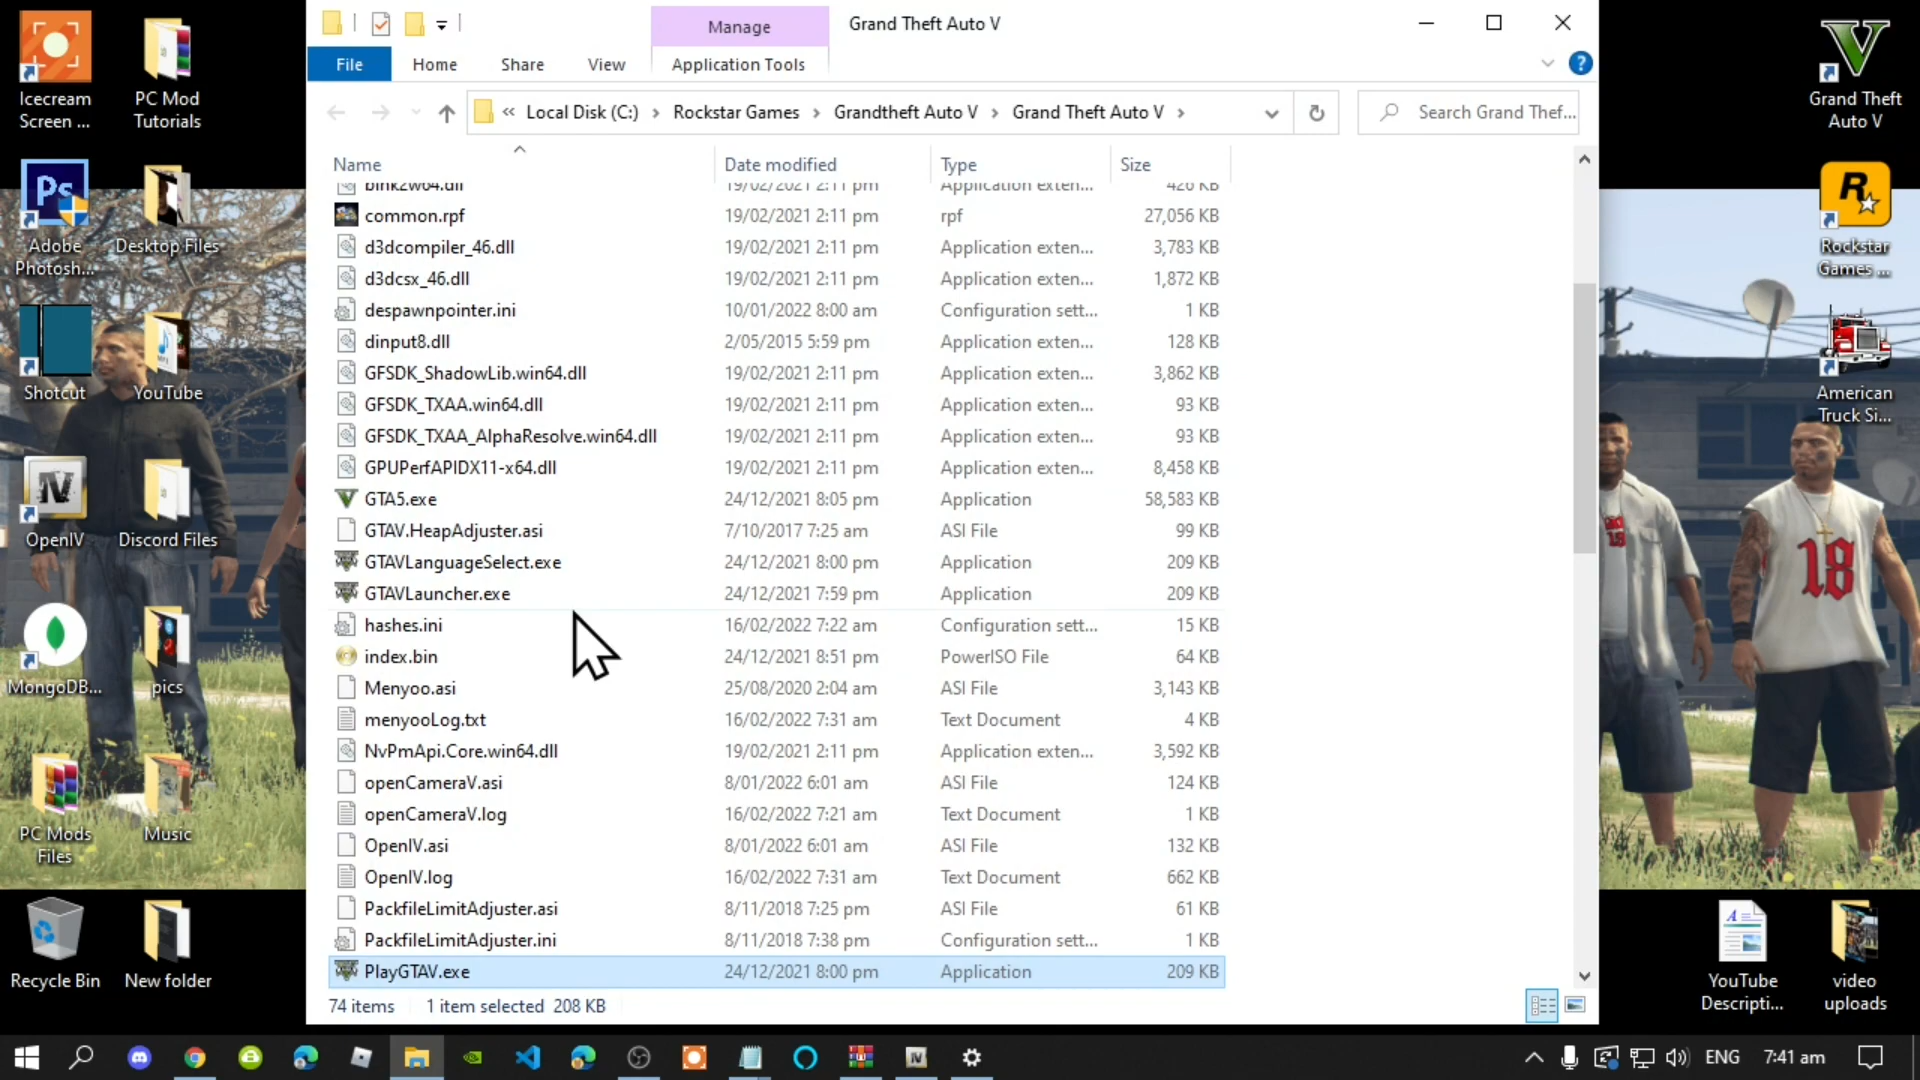 Manage
Grand Theft Auto V
File
Home
Share
View
Application Tools
«
Local Disk (C:)
Rockstar Games
Grandtheft Auto V
Grand Theft Auto V
Search Grand Thef...
Name
Date modified
Type
Size
bink2w64.dll 19/02/2021 2:11 pm Application exten... 426 KB
common.rpf 19/02/2021 2:11 pm rpf 27,056 KB
d3dcompiler_46.dll 19/02/2021 2:11 pm Application exten... 3,783 KB
d3dcsx_46.dll 19/02/2021 2:11 pm Application exten... 1,872 KB
despawnpointer.ini 10/01/2022 8:00 am Configuration sett... 1 KB
dinput8.dll 2/05/2015 5:59 pm Application exten... 128 KB
GFSDK_ShadowLib.win64.dll 19/02/2021 2:11 pm Application exten... 3,862 KB
GFSDK_TXAA.win64.dll 19/02/2021 2:11 pm Application exten... 93 KB
GFSDK_TXAA_AlphaResolve.win64.dll 19/02/2021 2:11 pm Application exten... 93 KB
GPUPerfAPIDX11-x64.dll 19/02/2021 2:11 pm Application exten... 8,458 KB
GTA5.exe 24/12/2021 8:05 pm Application 58,583 KB
GTAV.HeapAdjuster.asi 7/10/2017 7:25 am ASI File 99 KB
GTAVLanguageSelect.exe 24/12/2021 8:00 pm Application 209 KB
GTAVLauncher.exe 24/12/2021 7:59 pm Application 209 KB
hashes.ini 16/02/2022 7:22 am Configuration sett... 15 KB
index.bin 24/12/2021 8:51 pm PowerISO File 64 KB
Menyoo.asi 25/08/2020 2:04 am ASI File 3,143 KB
menyooLog.txt 16/02/2022 7:31 am Text Document 4 KB
NvPmApi.Core.win64.dll 19/02/2021 2:11 pm Application exten... 3,592 KB
openCameraV.asi 8/01/2022 6:01 am ASI File 124 KB
openCameraV.log 16/02/2022 7:21 am Text Document 1 KB
OpenIV.asi 8/01/2022 6:01 am ASI File 132 KB
OpenIV.log 16/02/2022 7:31 am Text Document 662 KB
PackfileLimitAdjuster.asi 8/11/2018 7:25 pm ASI File 61 KB
PackfileLimitAdjuster.ini 8/11/2018 7:38 pm Configuration sett... 1 KB
PlayGTAV.exe 24/12/2021 8:00 pm Application 209 KB
74 items
1 item selected 208 KB
Icecream
Screen ...
PC Mod
Tutorials
Ps
Adobe
Photosh...
Desktop Files
Shotcut
YouTube
IV
OpenIV
Discord Files
MongoDB...
pics
PC Mods
Files
Music
Recycle Bin
New folder
Grand Theft
Auto V
R
Rockstar
Games ...
American
Truck Si...
18
YouTube
Descripti...
video
uploads
ENG
7:41 am